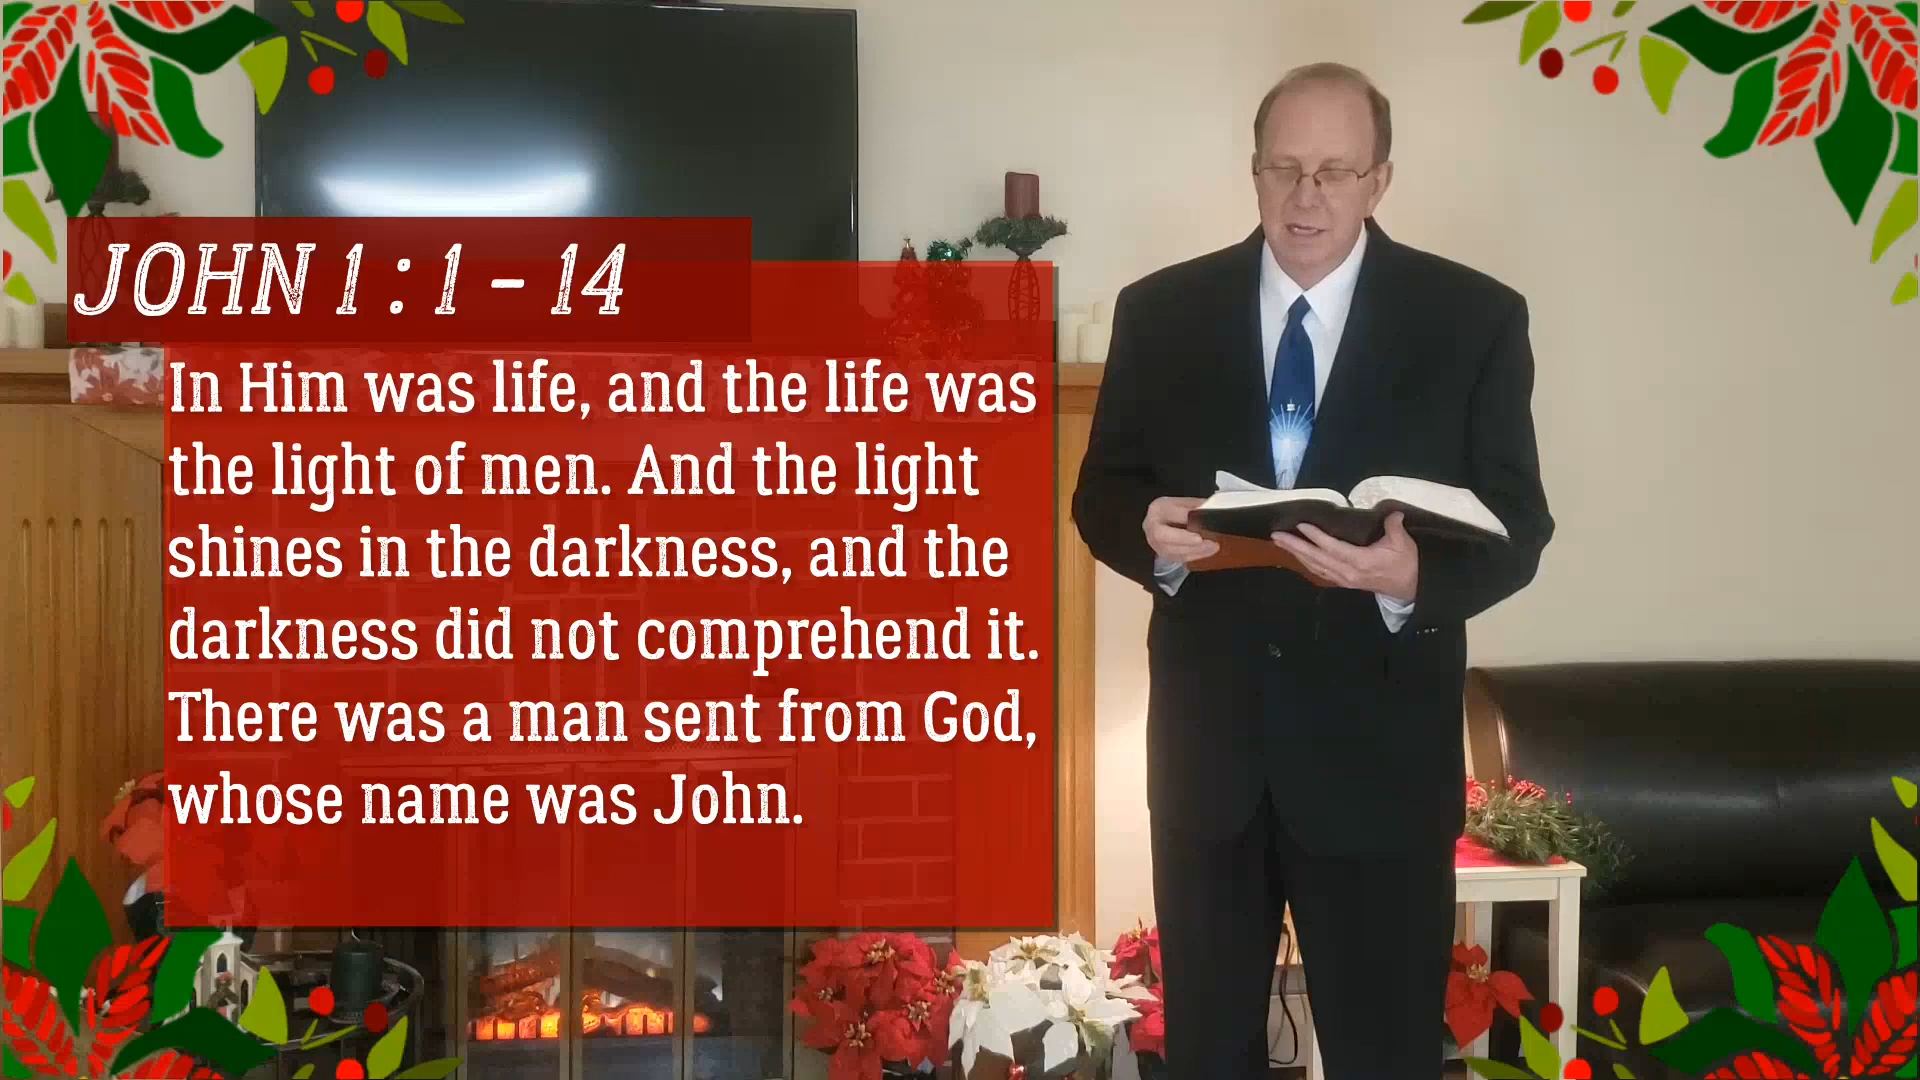 JOHN 1 : 1 - 14
In Him was life, and the life was
the light of men. And the light
shines in the darkness, and the
darkness did not comprehend it.
There was a man sent from God,
whose name was John.